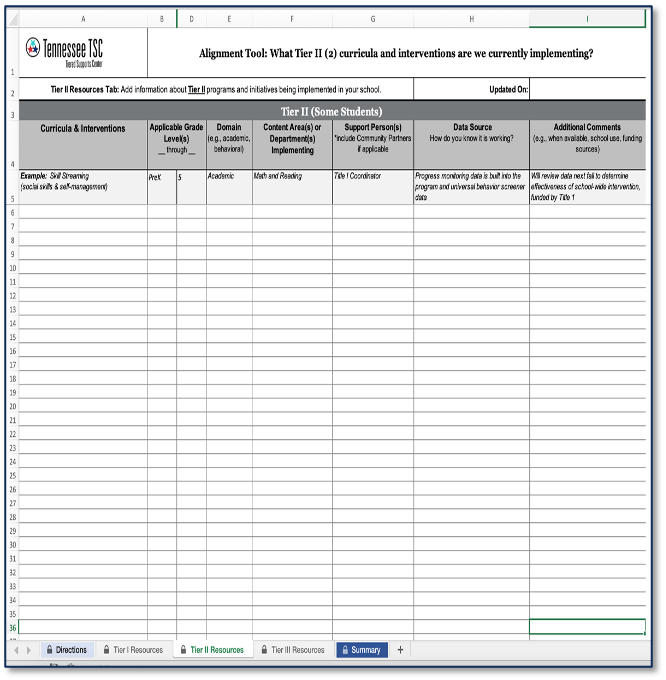 A B D E F G H I
Tennessee TSC
Tiered Supports Center
Alignment Tool: What Tier II (2) curricula and interventions are we currently implementing?
1
2 Tier II Resources Tab: Add information about Tier II programs and initiatives being implemented in your school. Updated On:
3 Tier II (Some Students)
Curricula & Interventions
Applicable Grade
Level(s)
__ through __
Domain
(e.g., academic,
behavioral)
Content Area(s) or
Department(s)
Implementing
Support Person(s)
*Include Community Partners
if applicable
Data Source
How do you know it is working?
Additional Comments
(e.g., when available, school use, funding
sources)
4
Example: Skill Streaming
(social skills & self-management)
PreK
5
Academic
Math and Reading
Title I Coordinator
Progress monitoring data is built into the
program and universal behavior screener
data
Will review data next fall to determine
effectiveness of school-wide intervention,
funded by Title 1
5
6
7
8
9
10
11
12
13
14
15
16
17
18
19
20
21
22
23
24
25
26
27
28
29
30
31
32
33
34
35
36
Directions Tier I Resources Tier II Resources Tier III Resources Summary +